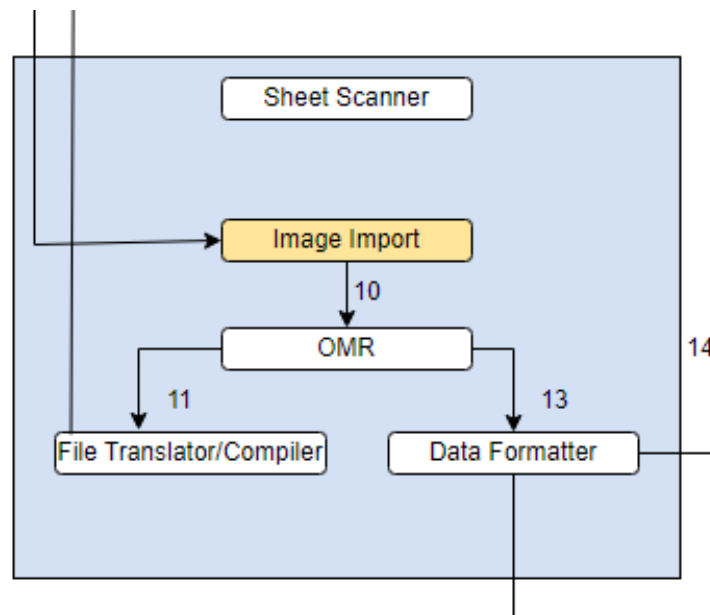 Sheet Scanner
Image Import
10
OMR
14
11
13
File Translator/Compiler
Data Formatter